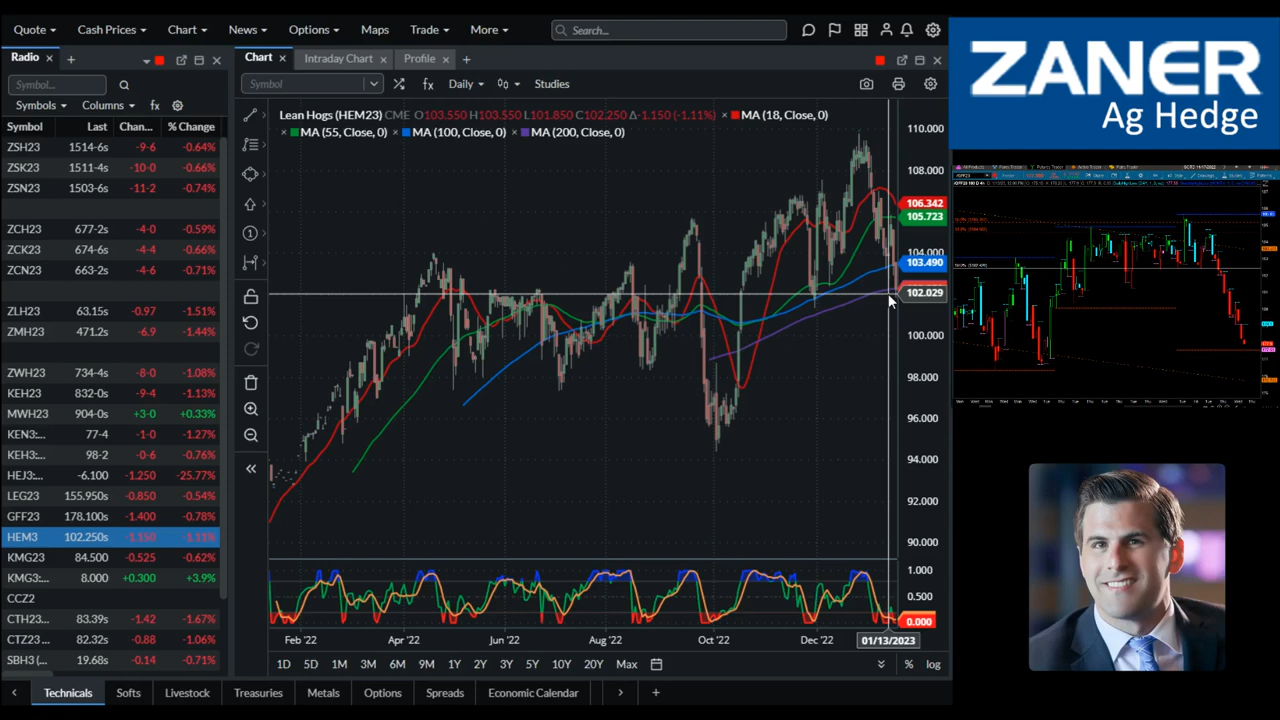 Quote Cash Prices Chart News Options Maps Trade More Search...
Radio
Symbol...
Symbols Columns fx
Symbol Last Chan... % Change
ZSH23 1514-6s -9-6 -0.64%
ZSK23 1511-4s -10-0 -0.66%
ZSN23 1503-6s -11-2 -0.74%
ZCH23 677-2s -4-0 -0.59%
ZCK23 674-6s -4-4 -0.66%
ZCN23 663-2s -4-6 -0.71%
ZLH23 63.15s -0.97 -1.51%
ZMH23 471.2s -6.9 -1.44%
ZWH23 734-4s -8-0 -1.08%
KEH23 832-0s -9-4 -1.13%
MWH23 904-0s +3-0 +0.33%
KEN3:... 77-4 -1-0 -1.27%
KEH3:... 98-2 -0-6 -0.76%
HEJ3:... -6.100 -1.250 -25.77%
LEG23 155.950s -0.850 -0.54%
GFF23 178.100s -1.400 -0.78%
HEM3 102.250s -1.150 -1.11%
KMG23 84.500 -0.525 -0.62%
KMG3:... 8.000 +0.300 +3.9%
CCZ2
CTH23 83.39s -1.42 -1.67%
CTZ23 82.32s -0.88 -1.06%
SBH3 (... 19.68s -0.14 -0.71%
Chart Intraday Chart Profile
Symbol fx Daily Studies
Lean Hogs (HEM23) CME O103.550 H103.550 L101.850 C102.250 Δ-1.150 (-1.11%) MA (18, Close, 0)
MA (55, Close, 0) MA (100, Close, 0) MA (200, Close, 0)
110.000
108.000
106.342
105.723
104.000
103.490
102.029
100.000
98.000
96.000
94.000
92.000
90.000
1.000
0.500
0.000
Feb '22 Apr '22 Jun '22 Aug '22 Oct '22 Dec '22 01/13/2023
1D 5D 1M 3M 6M 9M 1Y 2Y 3Y 5Y 10Y 20Y Max % log
Technicals Softs Livestock Treasuries Metals Options Spreads Economic Calendar
ZANER
Ag Hedge